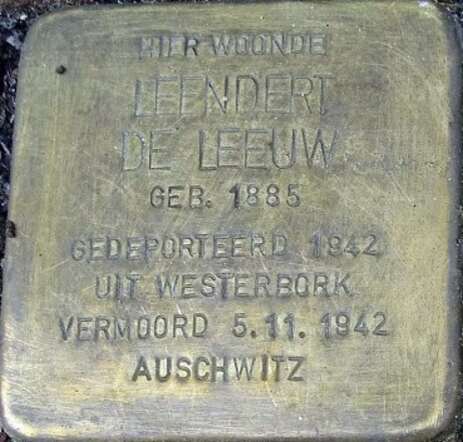 HIER WOONDE
LEENDERT
DE LEEUW
GEB. 1885
GEDEPORTEERD 1942
UIT WESTERBORK
VERMOORD 5.11.1942
AUSCHWITZ